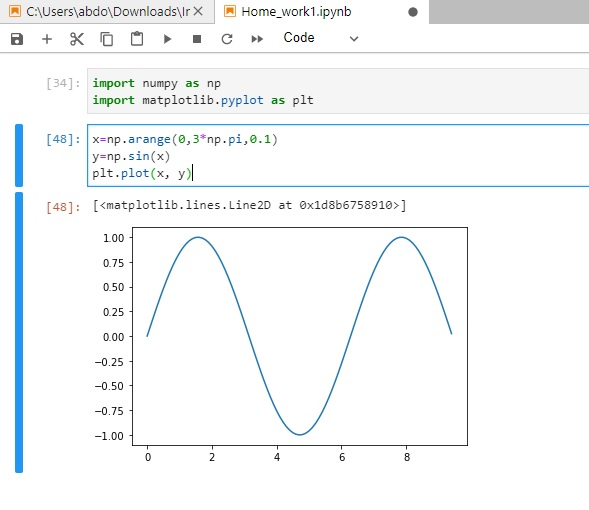 C:\Users\abdo\Downloads\Ir
Home_work1.ipynb
Code
[34]:
import numpy as np
import matplotlib.pyplot as plt
[48]:
x=np.arange(0,3*np.pi,0.1)
y=np.sin(x)
plt.plot(x, y)
[48]:
[<matplotlib.lines.Line2D at 0x1d8b6758910>]
1.00
0.75
0.50
0.25
0.00
−0.25
−0.50
−0.75
−1.00
0 2 4 6 8